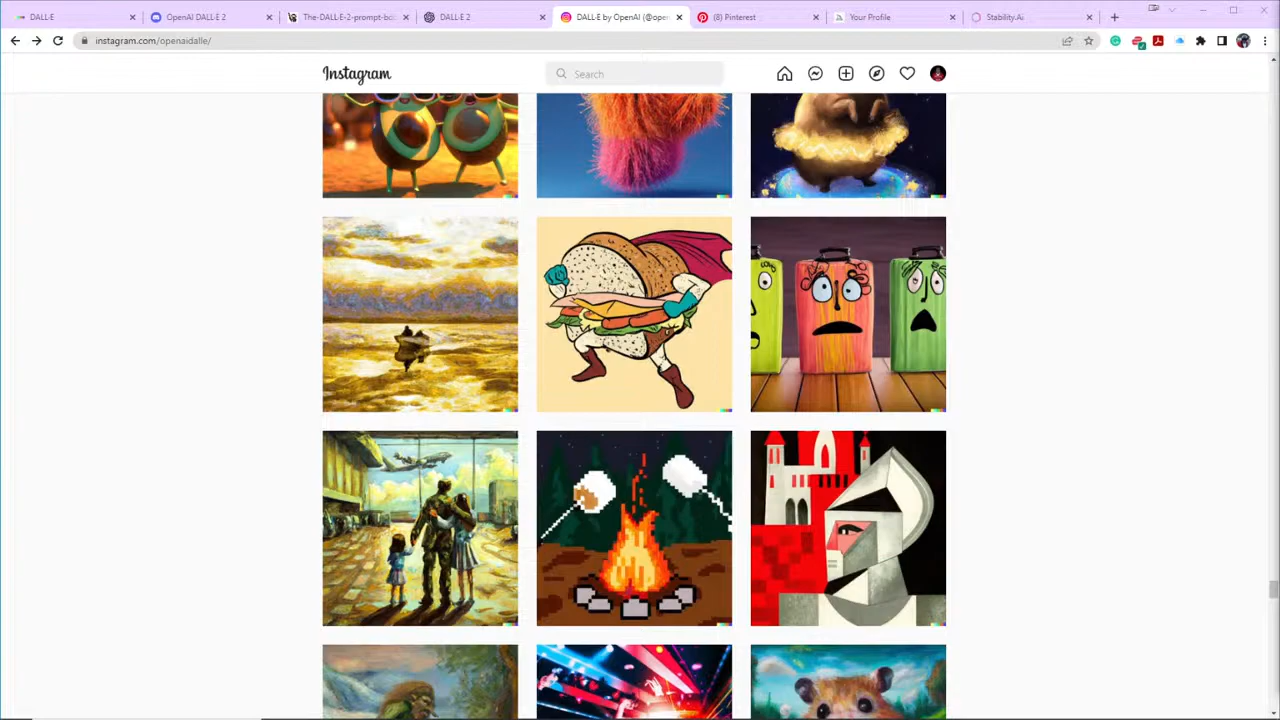 DALL-E
OpenAI DALL-E 2
The-DALL-E-2-prompt-bo
DALL·E 2
DALL·E by OpenAI (@open
(8) Pinterest
Your Profile
Stability.Ai
instagram.com/openaidalle/
Instagram
Search